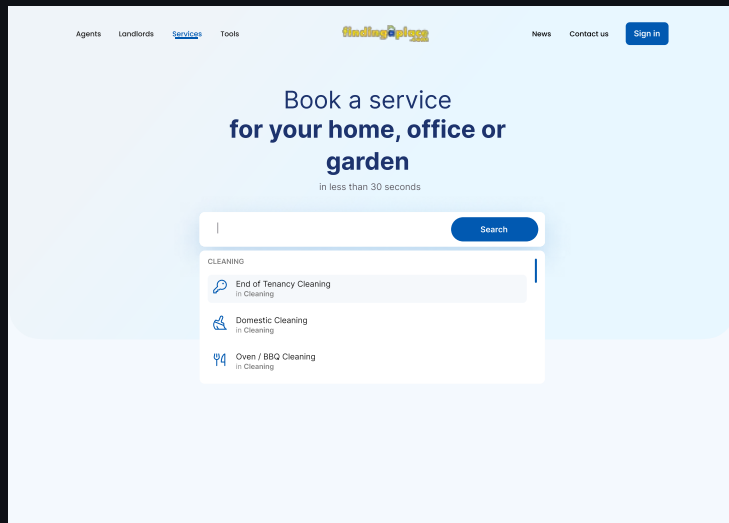 Agents Landlords Services Tools
findingaplace
News Contact us Sign in
Book a service
for your home, office or
garden
in less than 30 seconds
Search
CLEANING
End of Tenancy Cleaning
in Cleaning
Domestic Cleaning
in Cleaning
Oven / BBQ Cleaning
in Cleaning